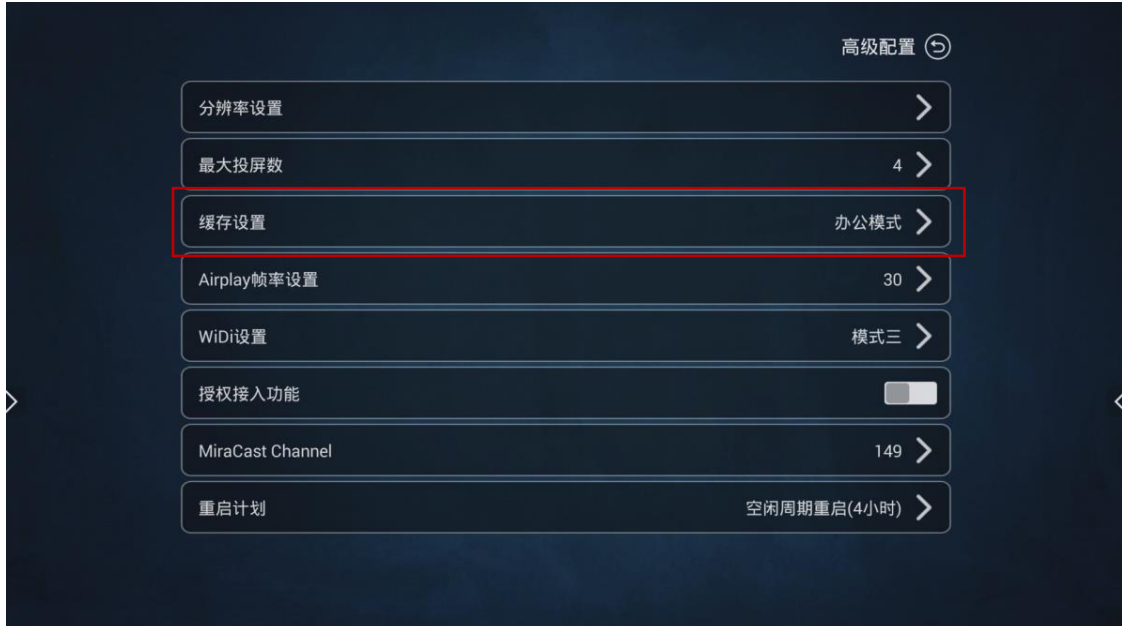 高级配置
分辨率设置
最大投屏数 4
缓存设置 办公模式
Airplay帧率设置 30
WiDi设置 模式三
授权接入功能
MiraCast Channel 149
重启计划 空闲周期重启(4小时)